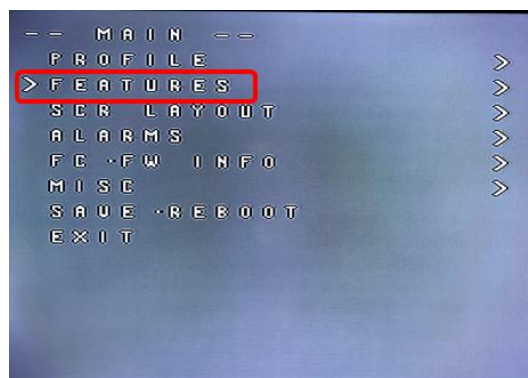 -- MAIN --
PROFILE >
>FEATURES >
SCR LAYOUT >
ALARMS >
FC-FW INFO >
MISC >
SAVE-REBOOT
EXIT